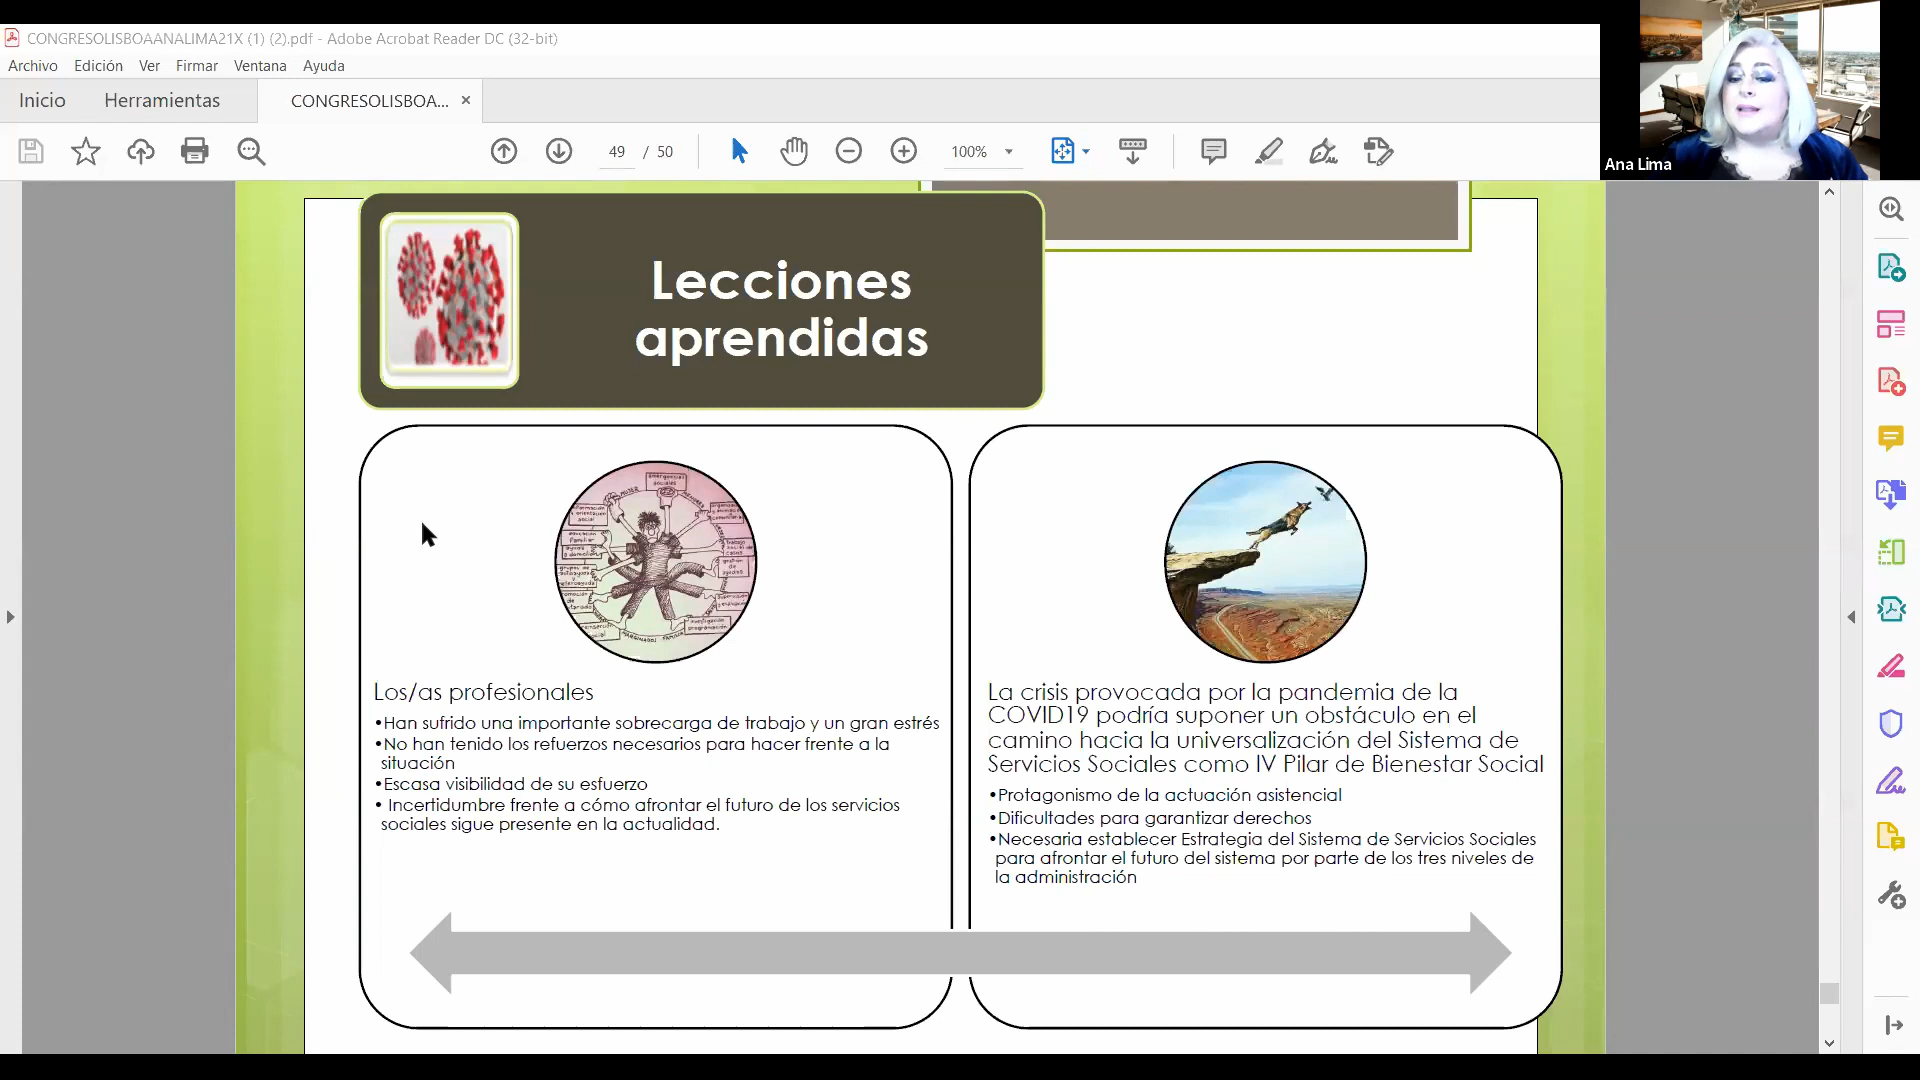 CONGRESOLISBOAANALIMA21X (1) (2).pdf - Adobe Acrobat Reader DC (32-bit)
Archivo Edición Ver Firmar Ventana Ayuda
Inicio Herramientas CONGRESOLISBOA... ×
49 / 50 100%
Ana Lima
Lecciones
aprendidas
emergencias
sociales
MUJER
Los/as profesionales
•Han sufrido una importante sobrecarga de trabajo y un gran estrés
•No han tenido los refuerzos necesarios para hacer frente a la
situación
•Escasa visibilidad de su esfuerzo
• Incertidumbre frente a cómo afrontar el futuro de los servicios
sociales sigue presente en la actualidad.
La crisis provocada por la pandemia de la
COVID19 podría suponer un obstáculo en el
camino hacia la universalización del Sistema de
Servicios Sociales como IV Pilar de Bienestar Social
•Protagonismo de la actuación asistencial
•Dificultades para garantizar derechos
•Necesaria establecer Estrategia del Sistema de Servicios Sociales
para afrontar el futuro del sistema por parte de los tres niveles de
la administración